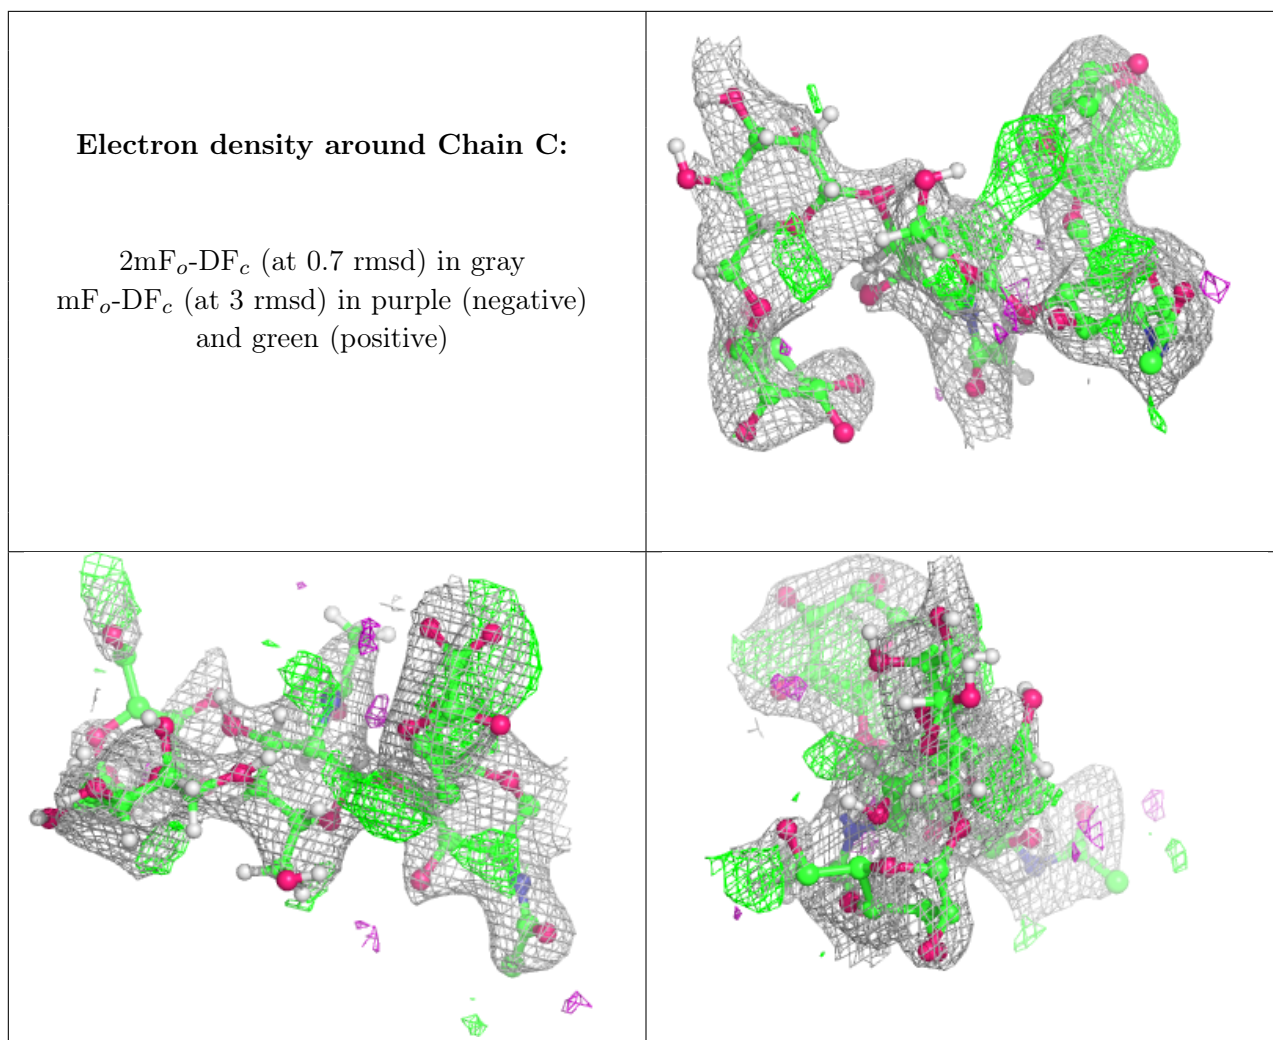 Electron density around Chain C:
2mFo-DFc (at 0.7 rmsd) in gray
mFo-DFc (at 3 rmsd) in purple (negative)
and green (positive)